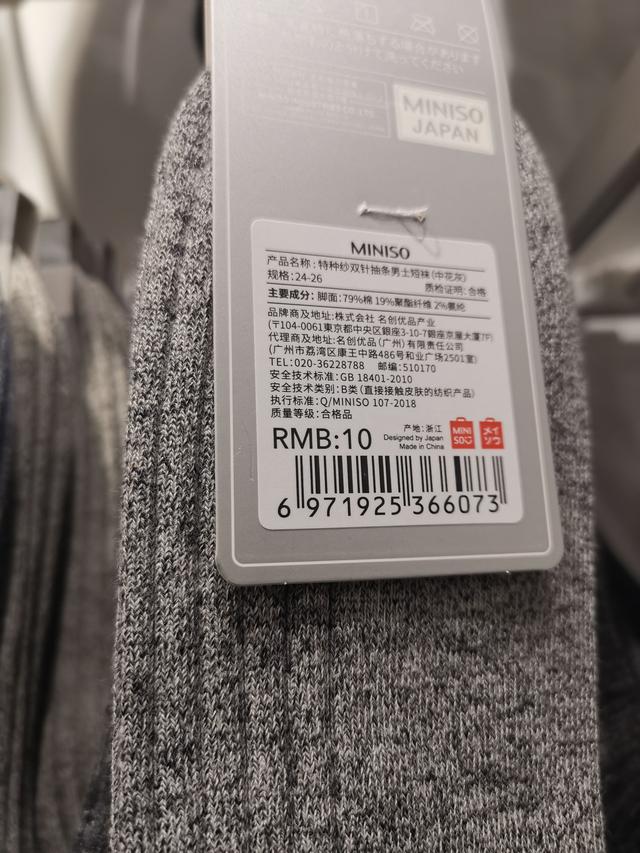 MINISO
JAPAN
MINISO
产品名称:特种纱双针抽条男士短袜(中花灰)
规格:24-26 质检证明:合格
主要成分:脚面:79%棉 19%聚酯纤维 2%氨纶
品牌商及地址:株式会社 名创优品产业
(〒104-0061東京都中央区銀座3-10-7銀座京屋大厦7F)
代理商及地址:名创优品(广州)有限责任公司
(广州市荔湾区康王中路486号和业广场2501室)
TEL:020-36228788 邮编:510170
安全技术标准:GB 18401-2010
安全技术类别:B类(直接接触皮肤的纺织产品)
执行标准:Q/MINISO 107-2018
质量等级:合格品
RMB:10
产地:浙江
Designed by Japan
Made in China
MINI
SO
メイ
ソウ
6 971925 366073